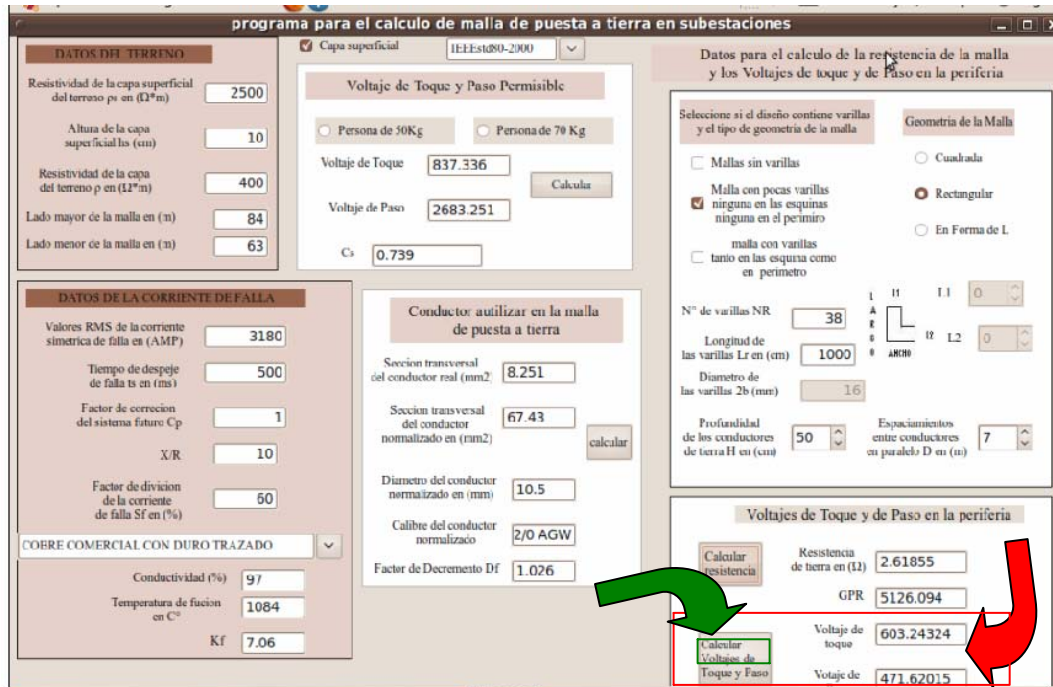 programa para el calculo de malla de puesta a tierra en subestaciones
DATOS DEL TERRENO
Resistividad de la capa superficial
del terreno ρs en (Ω*m)
2500
Altura de la capa
superficial hs (cm)
10
Resistividad de la capa
del terreno ρ en (Ω*m)
400
Lado mayor de la malla en (m)
84
Lado menor de la malla en (m)
63
Capa superficial
IEEEstd80-2000
Voltaje de Toque y Paso Permisible
Persona de 50Kg
Persona de 70 Kg
Voltaje de Toque
837.336
Calcular
Voltaje de Paso
2683.251
Cs
0.739
DATOS DE LA CORRIENTE DE FALLA
Valores RMS de la corriente
simetrica de falla en (AMP)
3180
Tiempo de despeje
de falla ts en (ms)
500
Factor de correcion
del sistema futuro Cp
1
X/R
10
Factor de divicion
de la corriente
de falla Sf en (%)
60
COBRE COMERCIAL CON DURO TRAZADO
Conductividad (%)
97
Temperatura de fucion
en C°
1084
Kf
7.06
Conductor autilizar en la malla
de puesta a tierra
Seccion transversal
del conductor real (mm2)
8.251
Seccion transversal
del conductor
normalizado en (mm2)
67.43
calcular
Diametro del conductor
normalizado en (mm)
10.5
Calibre del conductor
normalizado
2/0 AGW
Factor de Decremento Df
1.026
Datos para el calculo de la resistencia de la malla
y los Voltajes de toque y de Paso en la periferia
Seleccione si el diseño contiene varillas
y el tipo de geometria de la malla
Geometria de la Malla
Mallas sin varillas
Malla con pocas varillas
ninguna en las esquinas
ninguna en el perimiro
malla con varillas
tanto en las esquina como
en perimetro
Cuadrada
Rectangular
En Forma de L
N° de varillas NR
38
Longitud de
las varillas Lr en (cm)
1000
Diametro de
las varillas 2b (mm)
16
LARGO
l1
l2
ANCHO
L1
0
L2
0
Profundidad
de los conductores
de tierra H en (cm)
50
Espaciamientos
entre conductores
en paralelo D en (m)
7
Voltajes de Toque y de Paso en la periferia
Calcular
resistencia
Resistencia
de tierra en (Ω)
2.61855
GPR
5126.094
Calcular
Voltajes de
Toque y Paso
Voltaje de
toque
603.24324
Votaje de
471.62015